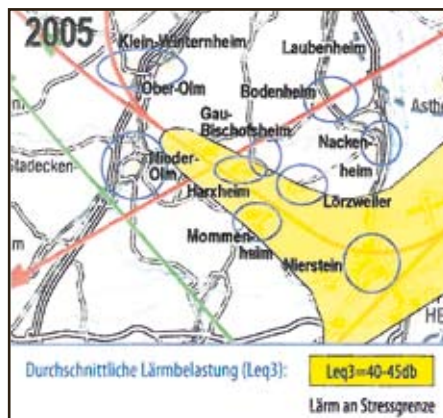 2005
Klein-Winternheim
Laubenheim
Ober-Olm
Bodenheim
Gau-
Bischofsheim
Nacken-
heim
Nieder-
Olm
Stadecken-
Harxheim
Lörzweiler
Mommen-
heim
Nierstein
Durchschnittliche Lärmbelastung (Leq3):
Leq3=40-45db
Lärm an Stressgrenze